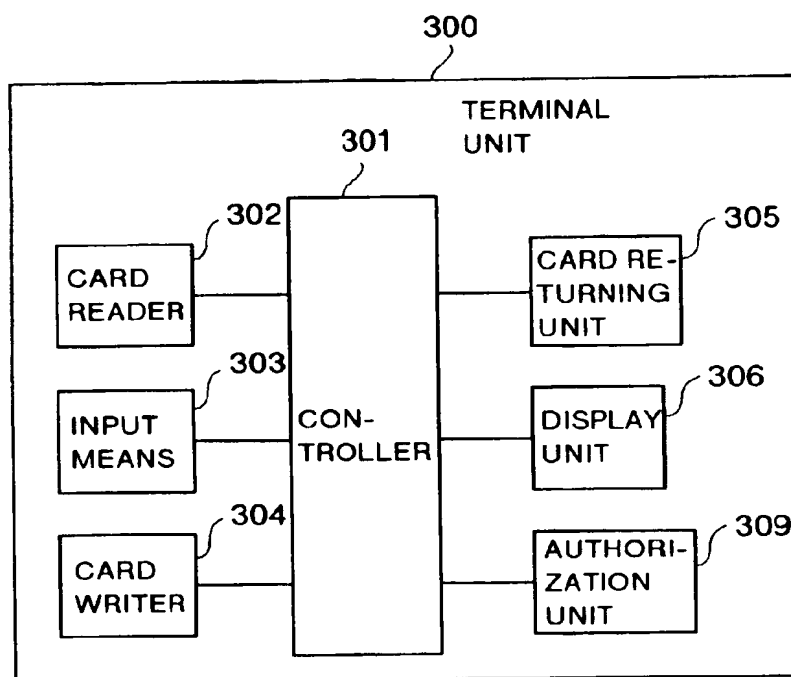 300
TERMINAL
UNIT
301
302
CARD
READER
303
INPUT
MEANS
304
CARD
WRITER
CON-
TROLLER
305
CARD RE-
TURNING
UNIT
306
DISPLAY
UNIT
309
AUTHORI-
ZATION
UNIT